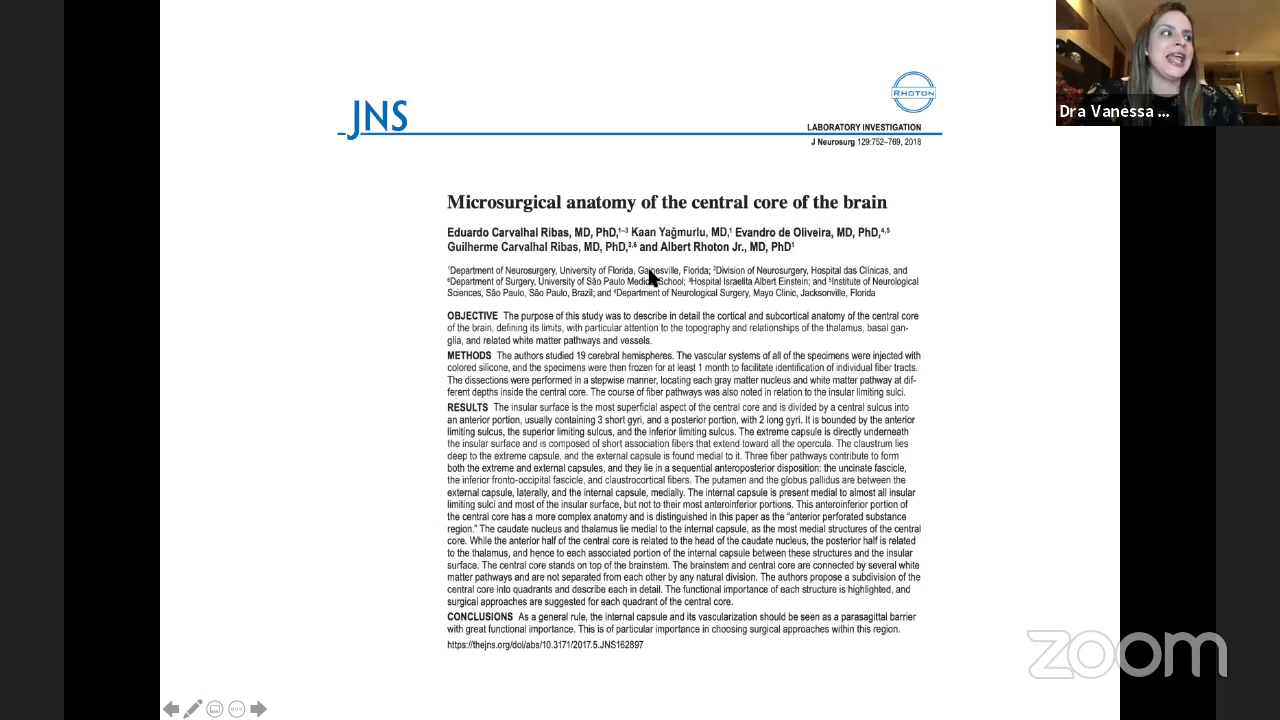 Dra Vanessa ...
JNS
RHOTON
LABORATORY INVESTIGATION
J Neurosurg 129:752–769, 2018
Microsurgical anatomy of the central core of the brain
Eduardo Carvalhal Ribas, MD, PhD,1–3 Kaan Yağmurlu, MD,1 Evandro de Oliveira, MD, PhD,4,5
Guilherme Carvalhal Ribas, MD, PhD,3,6 and Albert Rhoton Jr., MD, PhD1
1Department of Neurosurgery, University of Florida, Gainesville, Florida; 2Division of Neurosurgery, Hospital das Clínicas, and
6Department of Surgery, University of São Paulo Medical School; 3Hospital Israelita Albert Einstein; and 5Institute of Neurological
Sciences, São Paulo, São Paulo, Brazil; and 4Department of Neurological Surgery, Mayo Clinic, Jacksonville, Florida
OBJECTIVE The purpose of this study was to describe in detail the cortical and subcortical anatomy of the central core
of the brain, defining its limits, with particular attention to the topography and relationships of the thalamus, basal gan-
glia, and related white matter pathways and vessels.
METHODS The authors studied 19 cerebral hemispheres. The vascular systems of all of the specimens were injected with
colored silicone, and the specimens were then frozen for at least 1 month to facilitate identification of individual fiber tracts.
The dissections were performed in a stepwise manner, locating each gray matter nucleus and white matter pathway at dif-
ferent depths inside the central core. The course of fiber pathways was also noted in relation to the insular limiting sulci.
RESULTS The insular surface is the most superficial aspect of the central core and is divided by a central sulcus into
an anterior portion, usually containing 3 short gyri, and a posterior portion, with 2 long gyri. It is bounded by the anterior
limiting sulcus, the superior limiting sulcus, and the inferior limiting sulcus. The extreme capsule is directly underneath
the insular surface and is composed of short association fibers that extend toward all the opercula. The claustrum lies
deep to the extreme capsule, and the external capsule is found medial to it. Three fiber pathways contribute to form
both the extreme and external capsules, and they lie in a sequential anteroposterior disposition: the uncinate fascicle,
the inferior fronto-occipital fascicle, and claustrocortical fibers. The putamen and the globus pallidus are between the
external capsule, laterally, and the internal capsule, medially. The internal capsule is present medial to almost all insular
limiting sulci and most of the insular surface, but not to their most anteroinferior portions. This anteroinferior portion of
the central core has a more complex anatomy and is distinguished in this paper as the “anterior perforated substance
region.” The caudate nucleus and thalamus lie medial to the internal capsule, as the most medial structures of the central
core. While the anterior half of the central core is related to the head of the caudate nucleus, the posterior half is related
to the thalamus, and hence to each associated portion of the internal capsule between these structures and the insular
surface. The central core stands on top of the brainstem. The brainstem and central core are connected by several white
matter pathways and are not separated from each other by any natural division. The authors propose a subdivision of the
central core into quadrants and describe each in detail. The functional importance of each structure is highlighted, and
surgical approaches are suggested for each quadrant of the central core.
CONCLUSIONS As a general rule, the internal capsule and its vascularization should be seen as a parasagittal barrier
with great functional importance. This is of particular importance in choosing surgical approaches within this region.
https://thejns.org/doi/abs/10.3171/2017.5.JNS162897
zoom